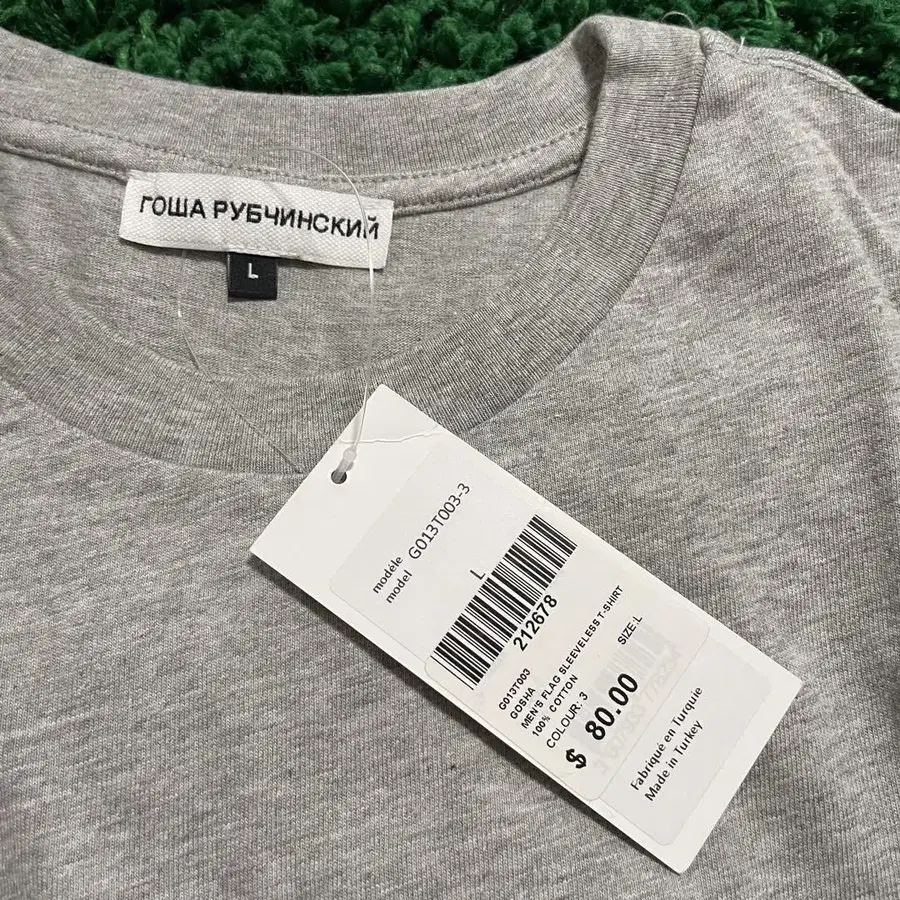 ГОША РУБЧИНСКИЙ
L
modèle
model G013T003-3
L
212678
G013T003
GOSHA
MEN'S FLAG SLEEVELESS T-SHIRT
100% COTTON
COLOUR: 3
SIZE: L
$ 80.00
Fabriqué en Turquie
Made in Turkey